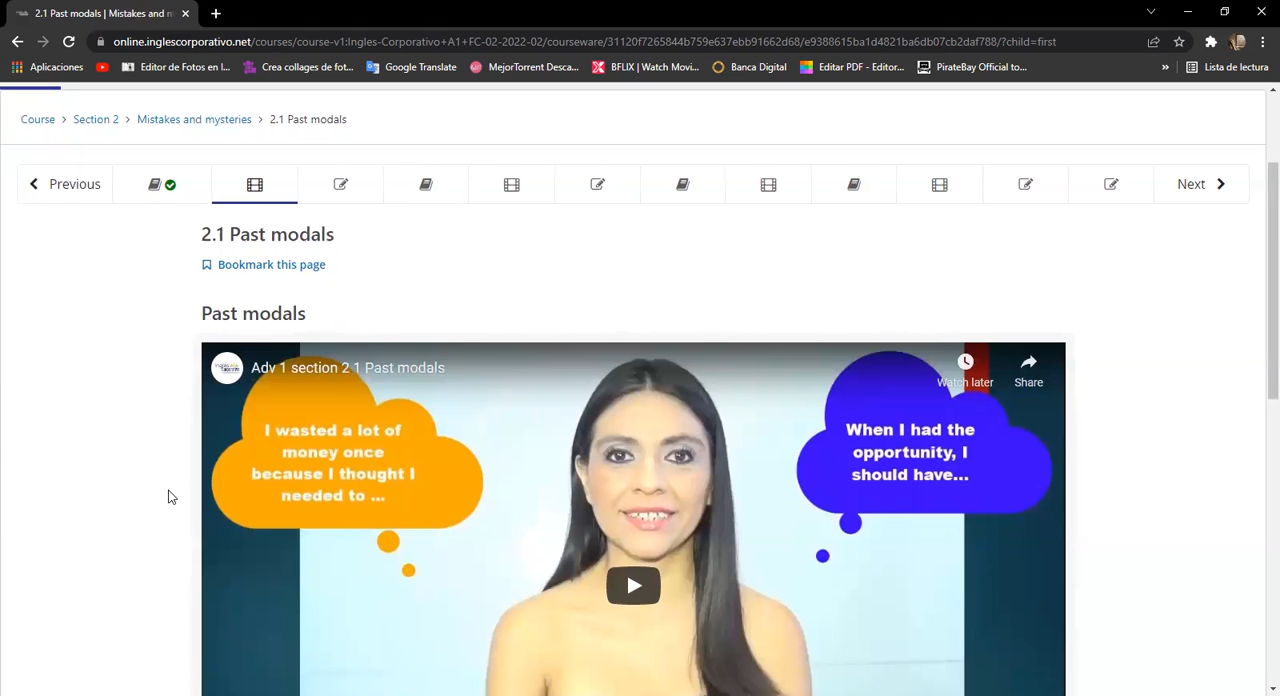 2.1 Past modals | Mistakes and m
online.inglescorporativo.net/courses/course-v1:Ingles-Corporativo+A1+FC-02-2022-02/courseware/31120f7265844b759e637ebb91662d68/e9388615ba1d4821ba6db07cb2daf788/?child=first
Aplicaciones Editor de Fotos en l... Crea collages de fot... Google Translate MejorTorrent Desca... BFLIX | Watch Movi... Banca Digital Editar PDF - Editor... PirateBay Official to... » Lista de lectura
Course > Section 2 > Mistakes and mysteries > 2.1 Past modals
Previous Next
2.1 Past modals
Bookmark this page
Past modals
Adv 1 section 2 1 Past modals
Watch later Share
I wasted a lot of
money once
because I thought I
needed to ...
When I had the
opportunity, I
should have...